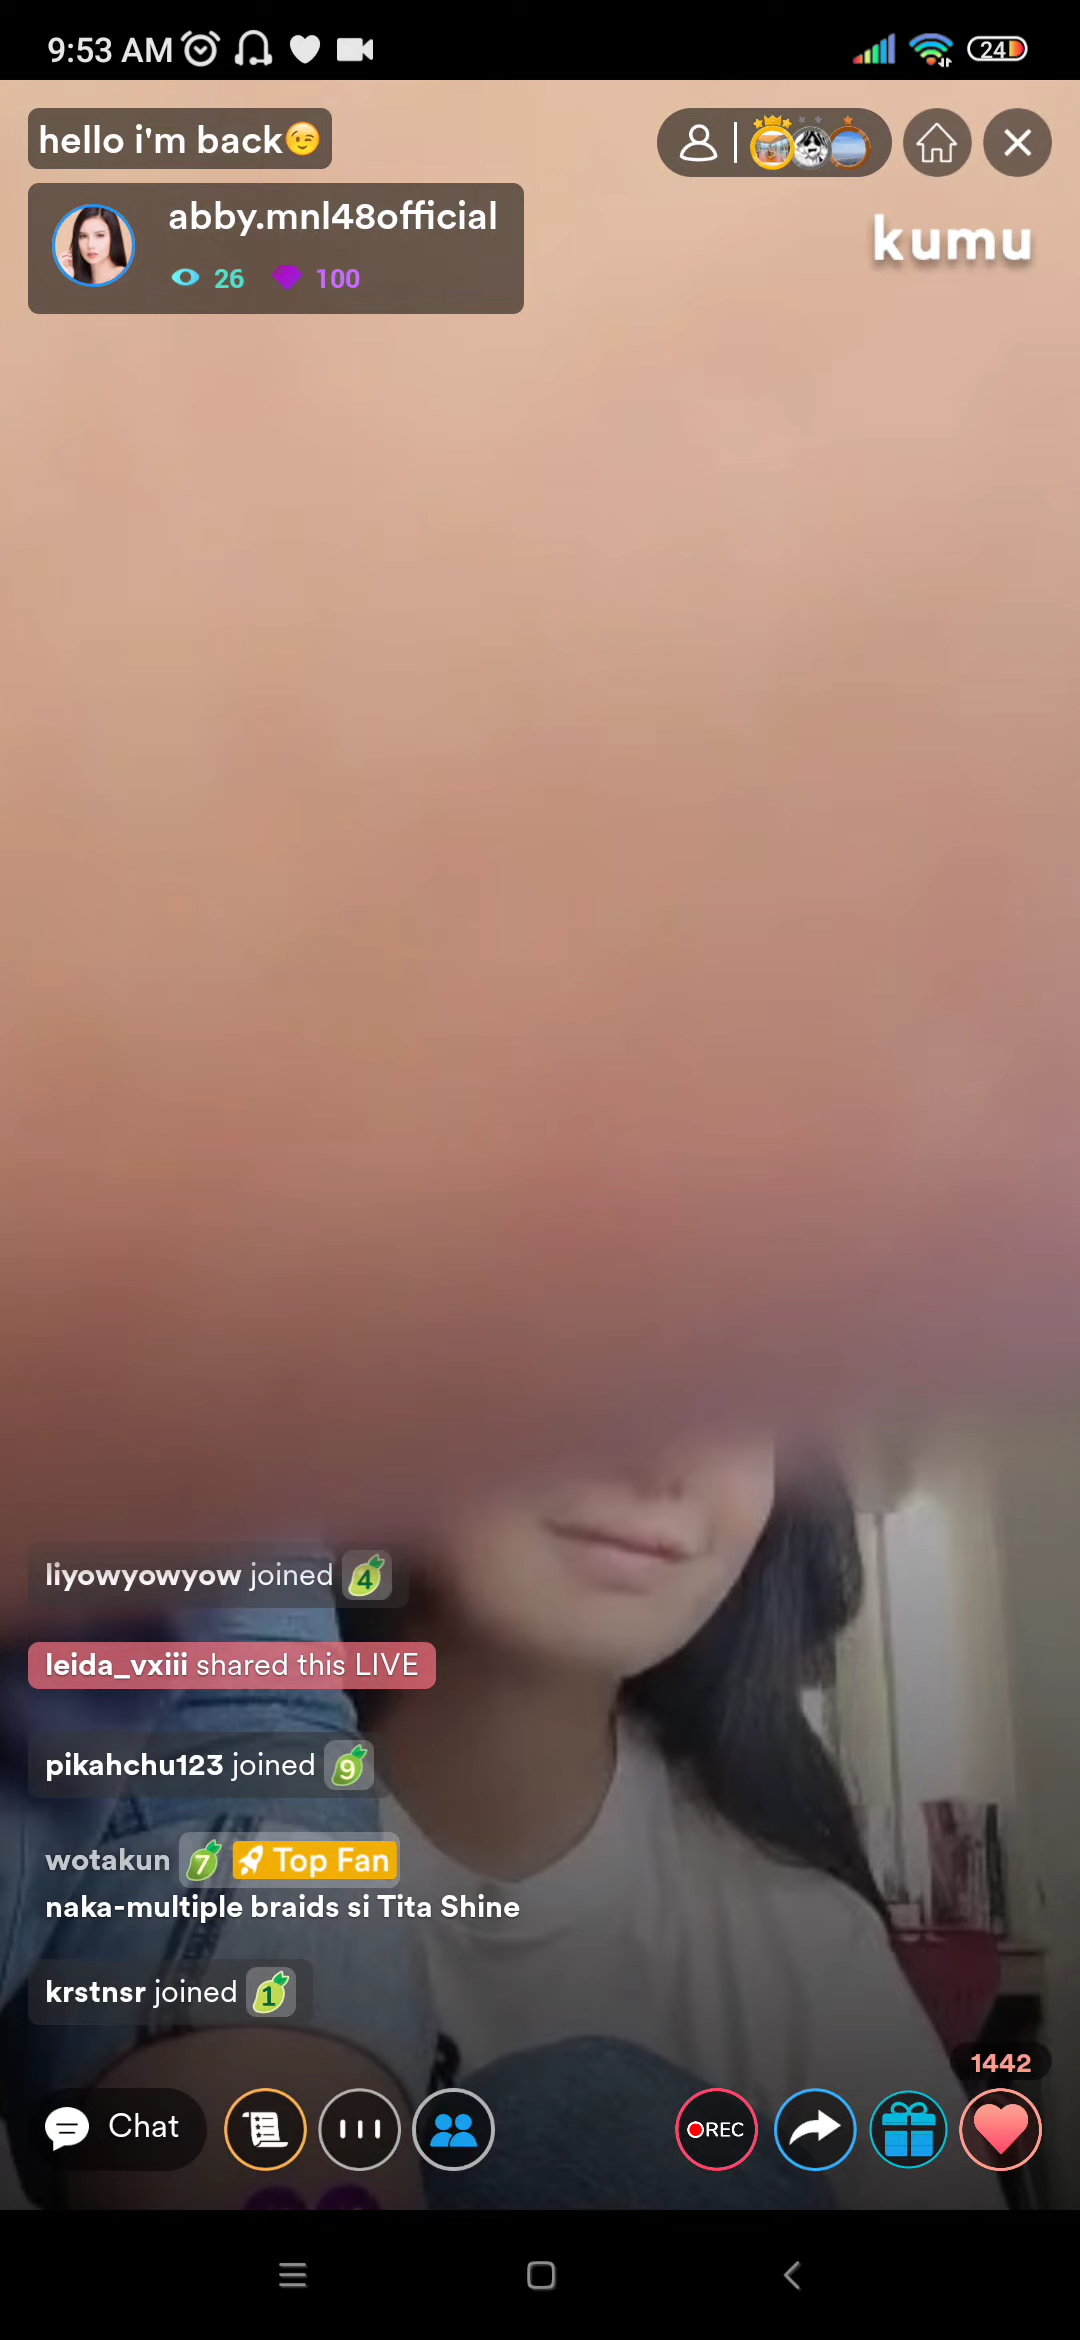 9:53 AM
24
hello i'm back😉
abby.mnl48official
26 100
kumu
liyowyowyow joined 4
leida_vxiii shared this LIVE
pikahchu123 joined 9
wotakun 7 Top Fan
naka-multiple braids si Tita Shine
krstnsr joined 1
1442
Chat
REC